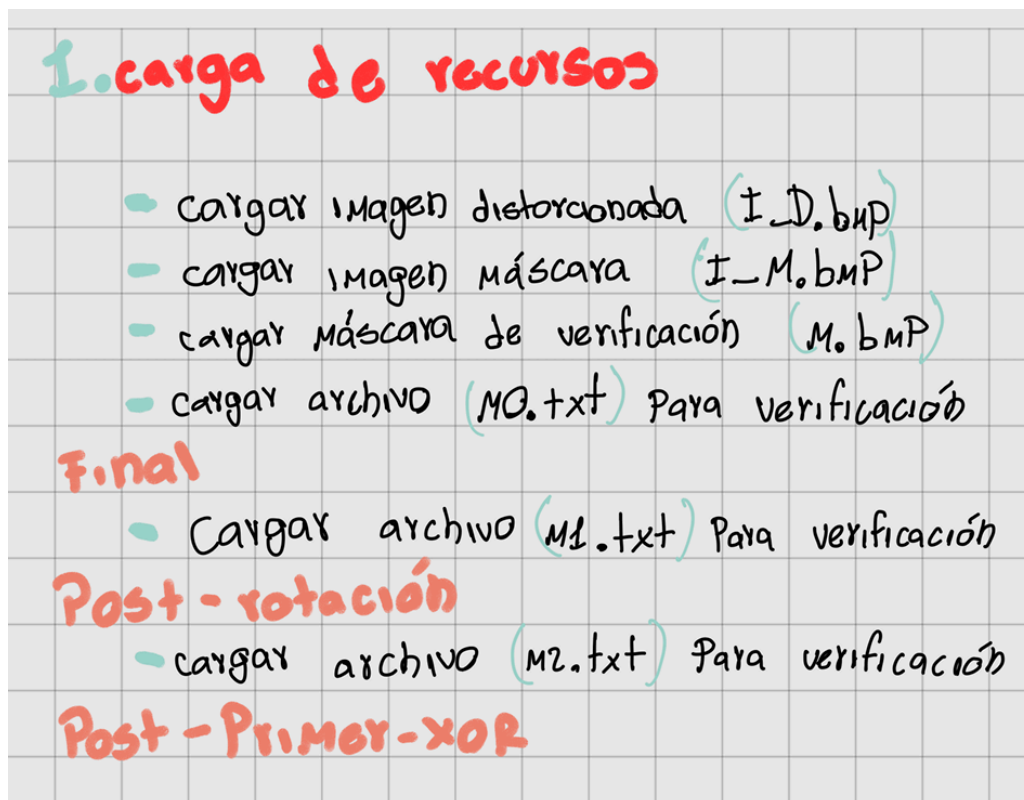 I. carga de recursos
- cargar imagen distorcionada (I_D.bmp)
- cargar imagen máscara (I_M.bmp)
- cargar máscara de verificación (M.bmp)
- cargar archivo (M0.txt) para verificación
Final
- Cargar archivo (M1.txt) para verificación
Post-rotación
- cargar archivo (M2.txt) para verificación
Post-Primer-XOR